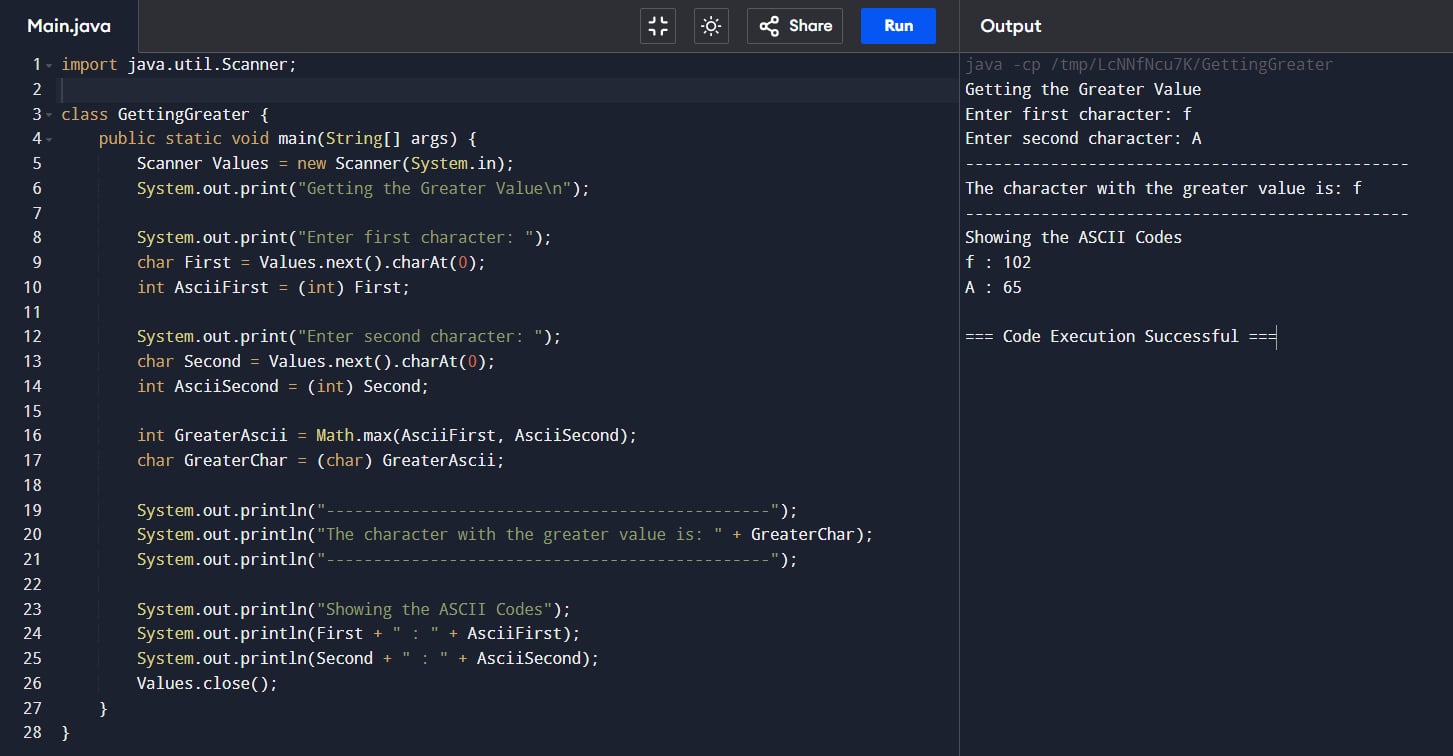 Main.java
Share
Run
Output
1 import java.util.Scanner;
2
3 class GettingGreater {
4     public static void main(String[] args) {
5         Scanner Values = new Scanner(System.in);
6         System.out.print("Getting the Greater Value\n");
7
8         System.out.print("Enter first character: ");
9         char First = Values.next().charAt(0);
10         int AsciiFirst = (int) First;
11
12         System.out.print("Enter second character: ");
13         char Second = Values.next().charAt(0);
14         int AsciiSecond = (int) Second;
15
16         int GreaterAscii = Math.max(AsciiFirst, AsciiSecond);
17         char GreaterChar = (char) GreaterAscii;
18
19         System.out.println("-----------------------------------------------");
20         System.out.println("The character with the greater value is: " + GreaterChar);
21         System.out.println("-----------------------------------------------");
22
23         System.out.println("Showing the ASCII Codes");
24         System.out.println(First + " : " + AsciiFirst);
25         System.out.println(Second + " : " + AsciiSecond);
26         Values.close();
27     }
28 }
java -cp /tmp/LcNNfNcu7K/GettingGreater
Getting the Greater Value
Enter first character: f
Enter second character: A
-----------------------------------------------
The character with the greater value is: f
-----------------------------------------------
Showing the ASCII Codes
f : 102
A : 65
=== Code Execution Successful ===